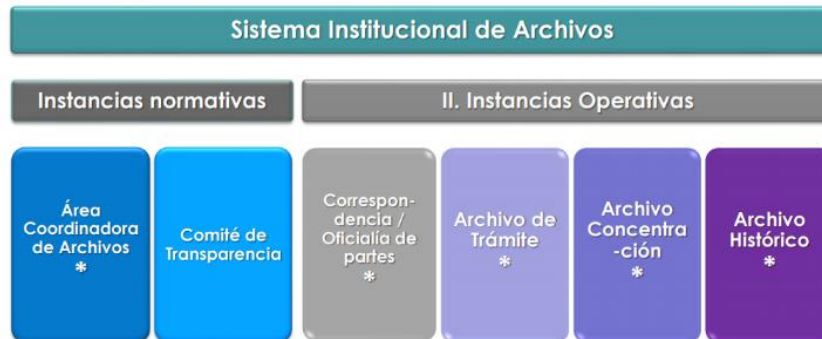 Sistema Institucional de Archivos
Instancias normativas
II. Instancias Operativas
Área
Coordinadora
de Archivos
*
Comité de
Transparencia
Correspon-
dencia /
Oficialía de
partes
*
Archivo de
Trámite
*
Archivo
Concentra
-ción
*
Archivo
Histórico
*